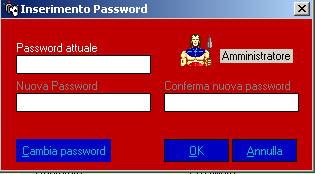 Inserimento Password
Password attuale
Amministratore
Nuova Password
Conferma nuova password
Cambia password
OK
Annulla